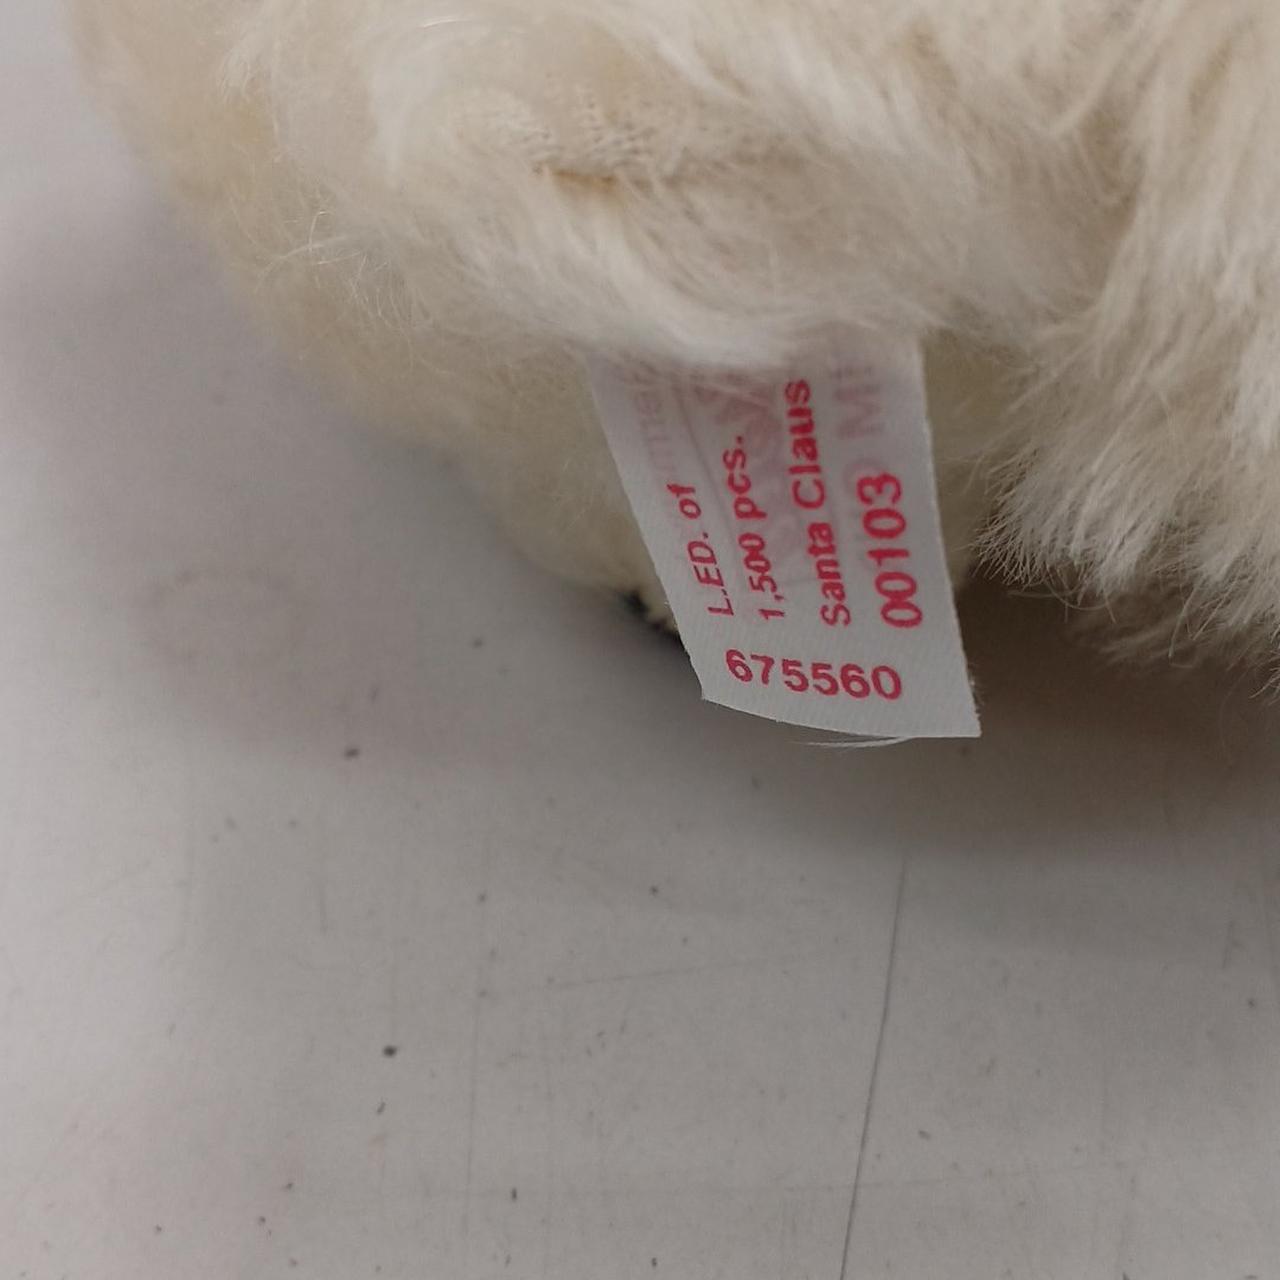 L.ED. of
1,500 pcs.
Santa Claus
00103
675560